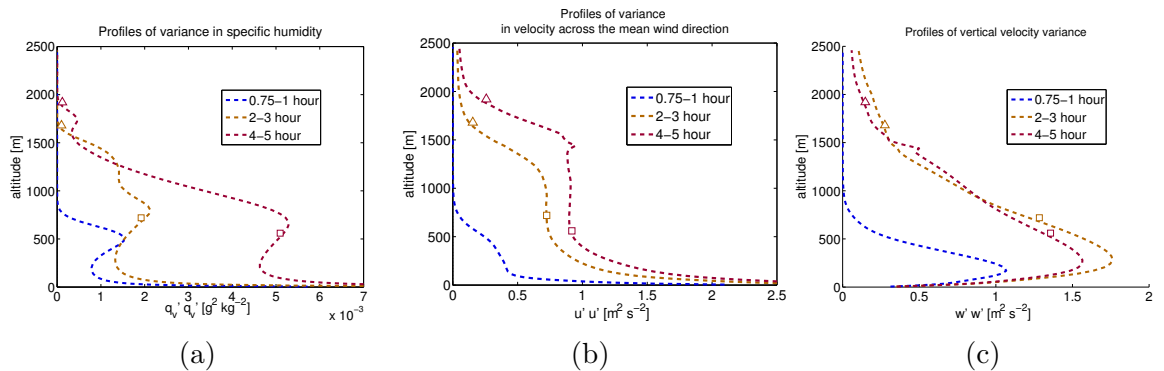 Profiles of variance in specific humidity
2500
2000
1500
1000
500
0
altitude [m]
0.75−1 hour
2−3 hour
4−5 hour
0 1 2 3 4 5 6 7
q_v' q_v' [g² kg⁻²]
x 10⁻³
(a)
Profiles of variance
in velocity across the mean wind direction
2500
2000
1500
1000
500
0
altitude [m]
0.75−1 hour
2−3 hour
4−5 hour
0 0.5 1 1.5 2 2.5
u' u' [m² s⁻²]
(b)
Profiles of vertical velocity variance
2500
2000
1500
1000
500
0
altitude [m]
0.75−1 hour
2−3 hour
4−5 hour
0 0.5 1 1.5 2
w' w' [m² s⁻²]
(c)